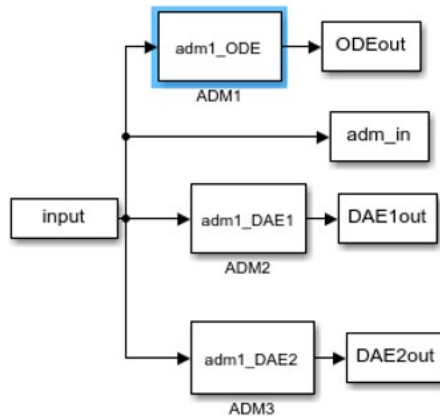 adm1_ODE
ODEout
ADM1
adm_in
input
adm1_DAE1
DAE1out
ADM2
adm1_DAE2
DAE2out
ADM3